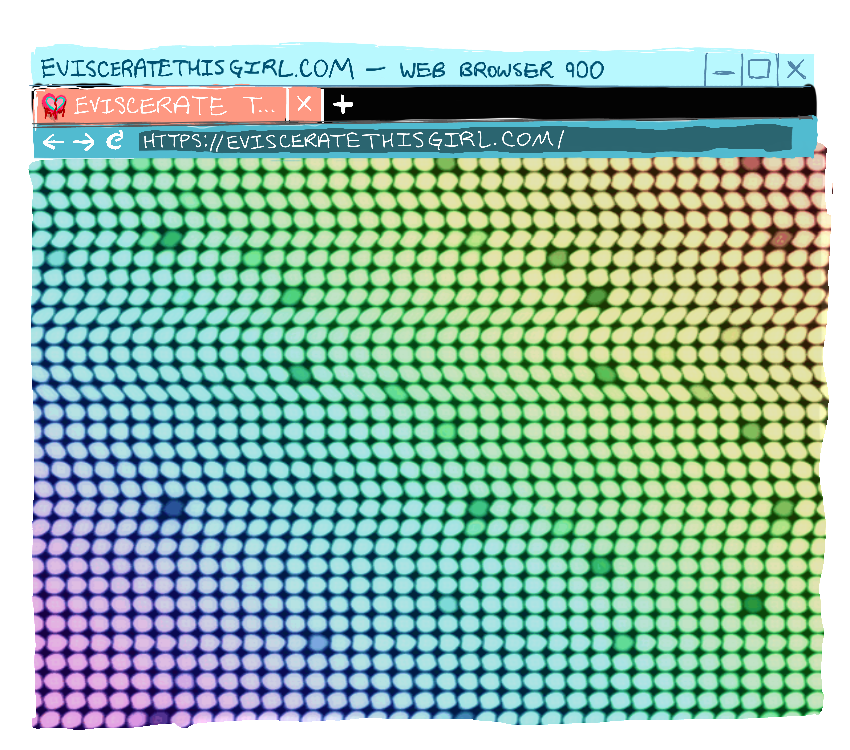 EVISCERATETHISGIRL.COM — WEB BROWSER 900
EVISCERATE T...
HTTPS://EVISCERATETHISGIRL.COM/